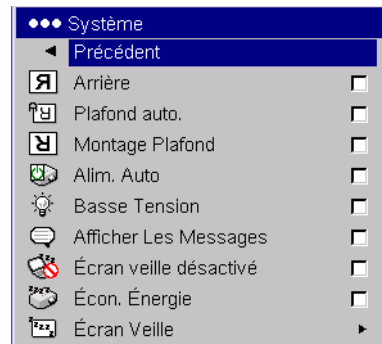 Système
Précédent
Arrière
Plafond auto.
Montage Plafond
Alim. Auto
Basse Tension
Afficher Les Messages
Écran veille désactivé
Écon. Énergie
Écran Veille